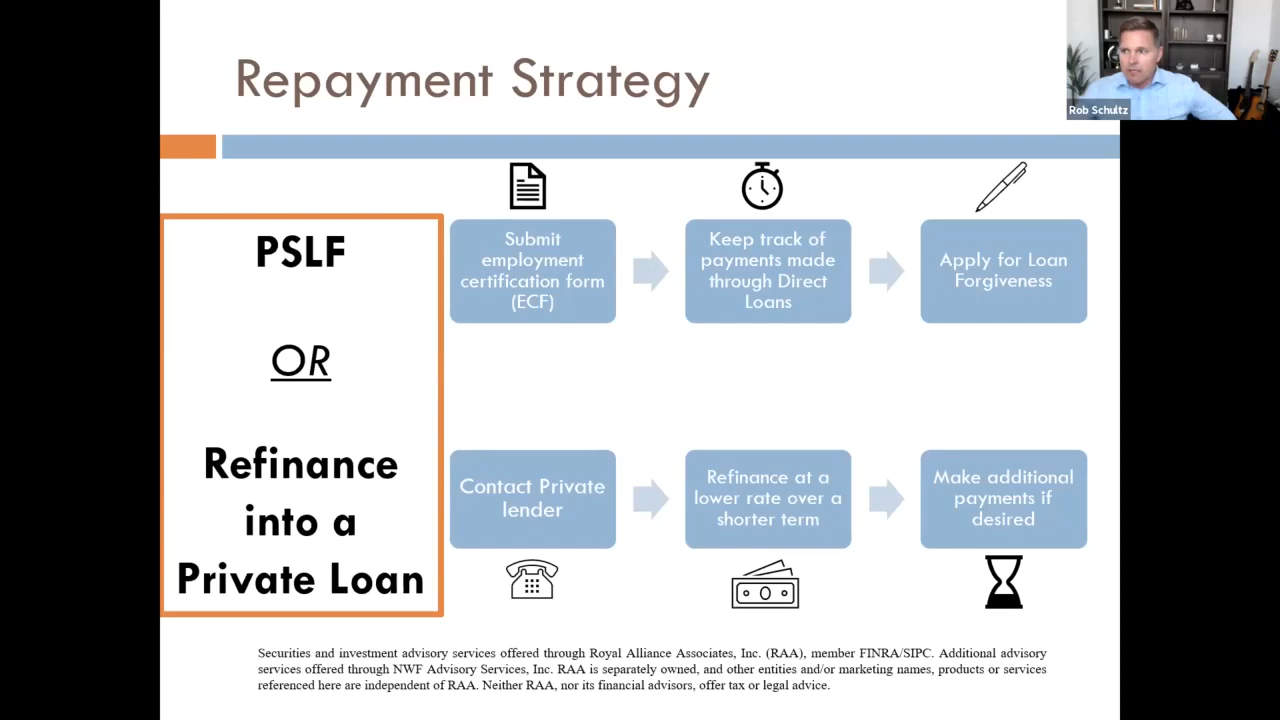 Repayment Strategy
Rob Schultz
PSLF
OR
Refinance
into a
Private Loan
Submit
employment
certification form
(ECF)
Keep track of
payments made
through Direct
Loans
Apply for Loan
Forgiveness
Contact Private
lender
Refinance at a
lower rate over a
shorter term
Make additional
payments if
desired
Securities and investment advisory services offered through Royal Alliance Associates, Inc. (RAA), member FINRA/SIPC. Additional advisory
services offered through NWF Advisory Services, Inc. RAA is separately owned, and other entities and/or marketing names, products or services
referenced here are independent of RAA. Neither RAA, nor its financial advisors, offer tax or legal advice.